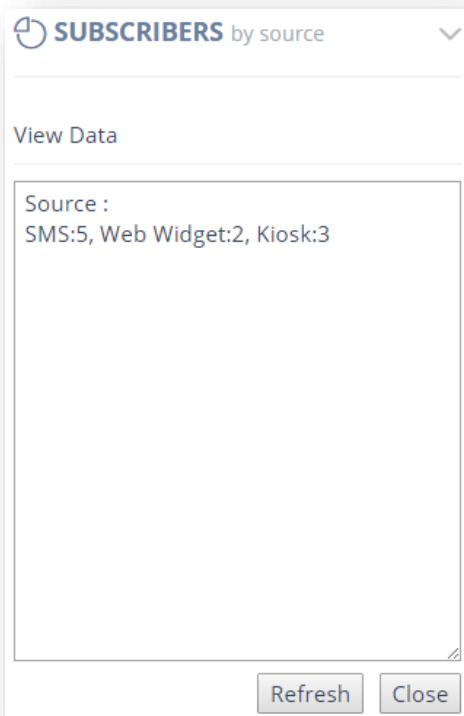 SUBSCRIBERS by source
View Data
Source :
SMS:5, Web Widget:2, Kiosk:3
Refresh Close